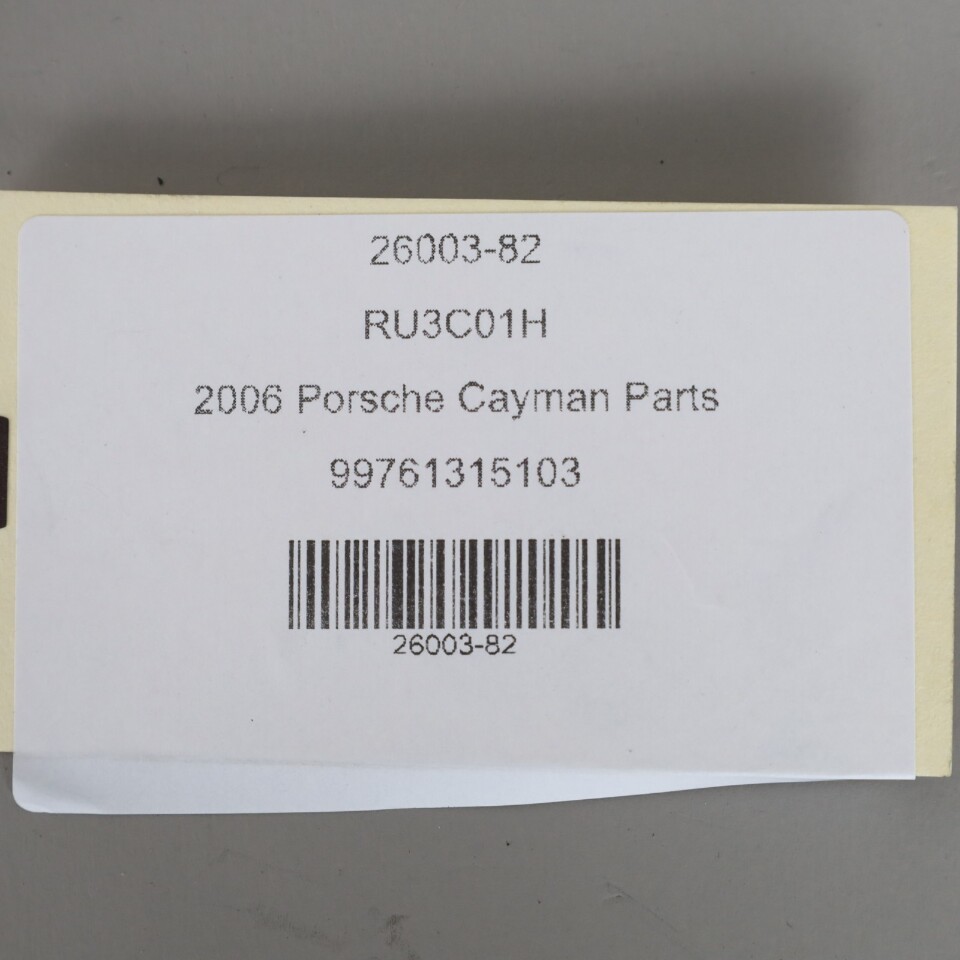 26003-82
RU3C01H
2006 Porsche Cayman Parts
99761315103
26003-82